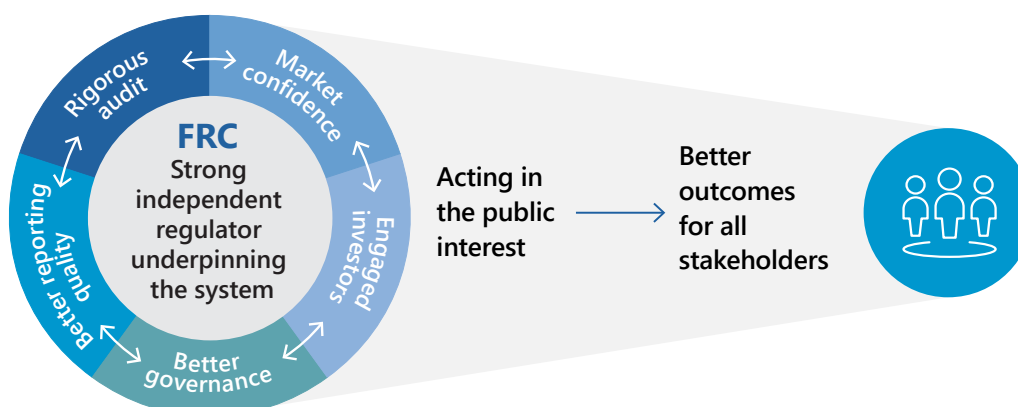 Rigorous
audit
Market
confidence
Engaged
investors
Better
governance
Better reporting
quality
FRC
Strong
independent
regulator
underpinning
the system
Acting in
the public
interest
Better
outcomes
for all
stakeholders